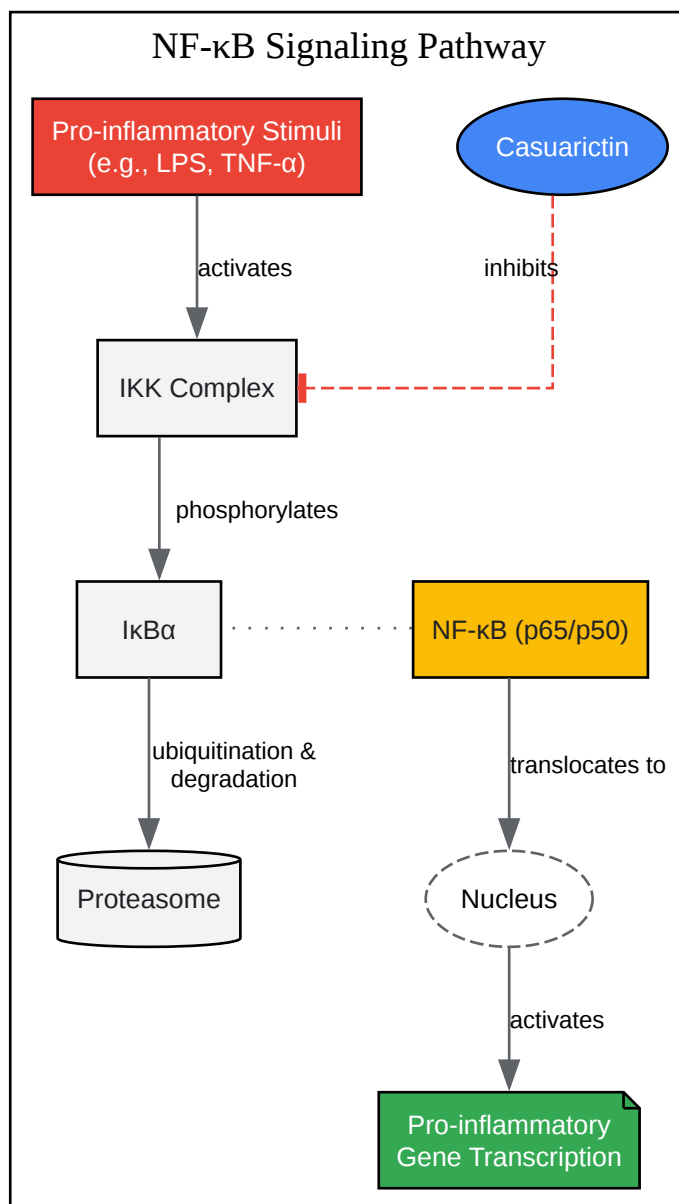 NF-κB Signaling Pathway
Pro-inflammatory Stimuli
(e.g., LPS, TNF-α)
Casuarictin
activates
inhibits
IKK Complex
phosphorylates
IκBα
NF-κB (p65/p50)
ubiquitination &
degradation
translocates to
Proteasome
Nucleus
activates
Pro-inflammatory
Gene Transcription